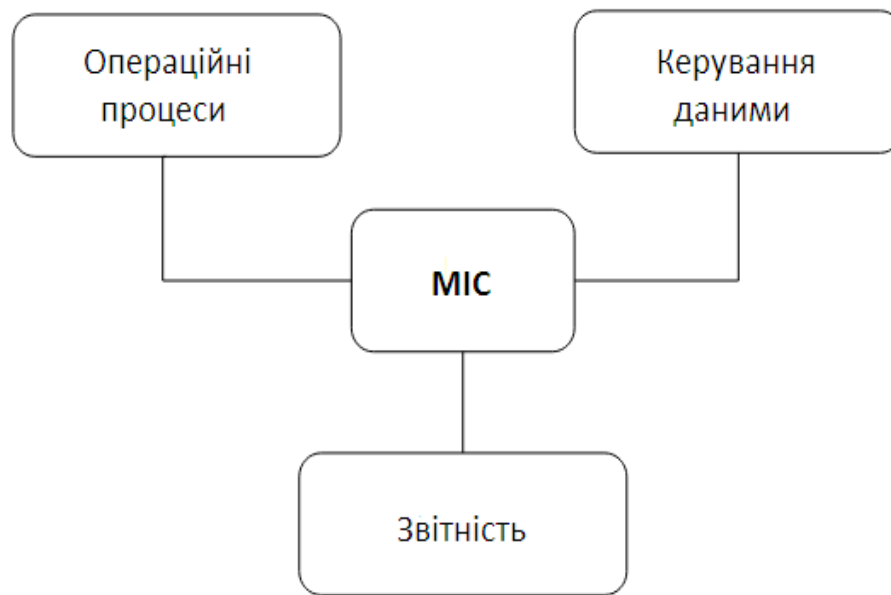 Операційні
процеси
Керування
даними
МІС
Звітність